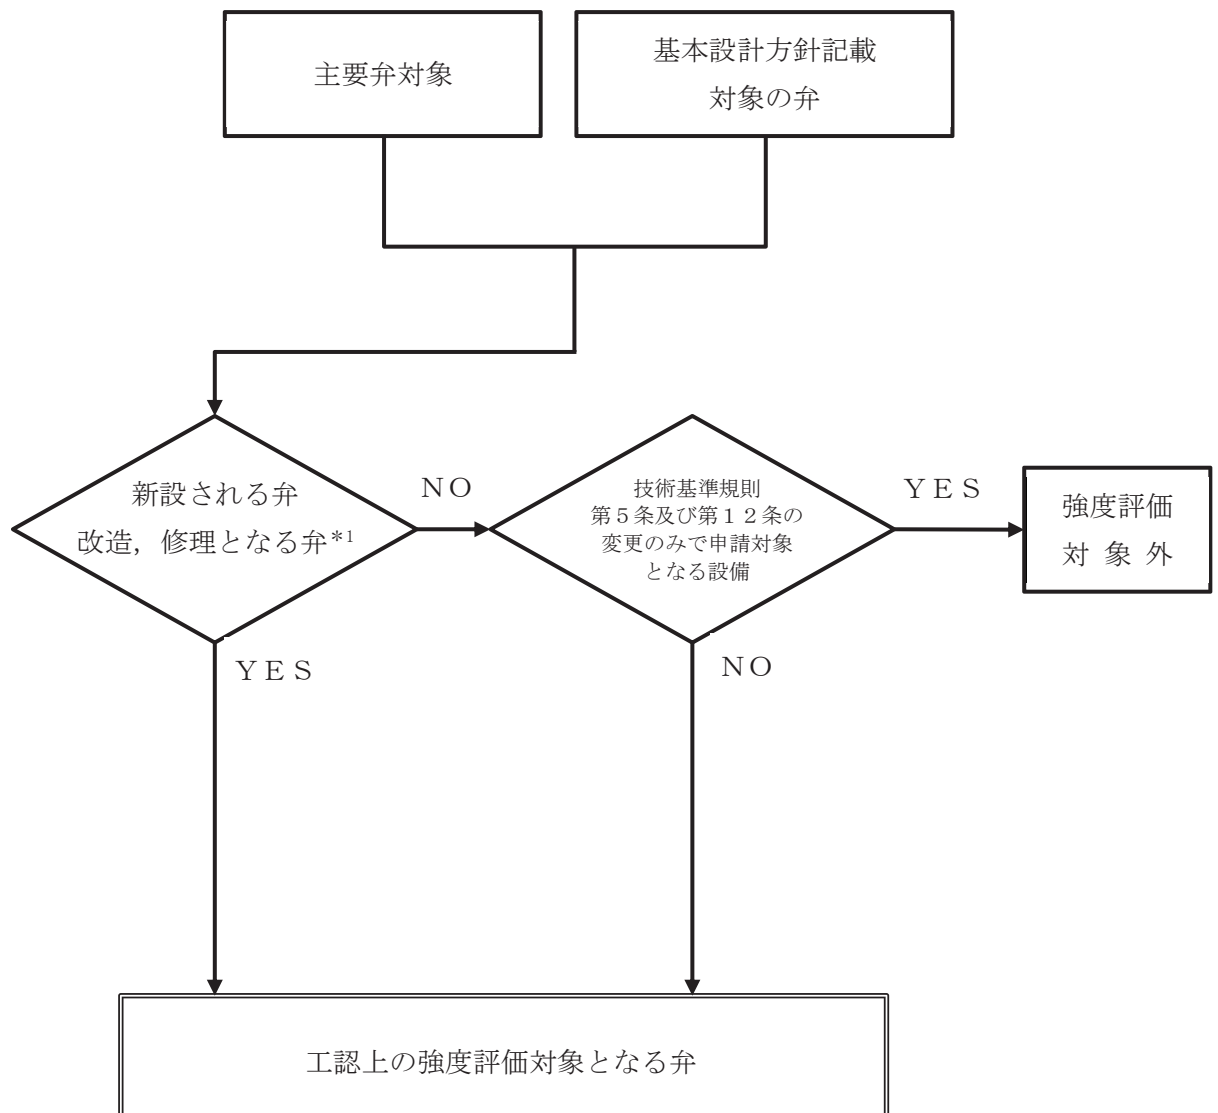 主要弁対象
基本設計方針記載
対象の弁
新設される弁
改造，修理となる弁*1
NO
技術基準規則
第５条及び第１２条の
変更のみで申請対象
となる設備
ＹＥＳ
強度評価
対 象 外
ＹＥＳ
NO
工認上の強度評価対象となる弁